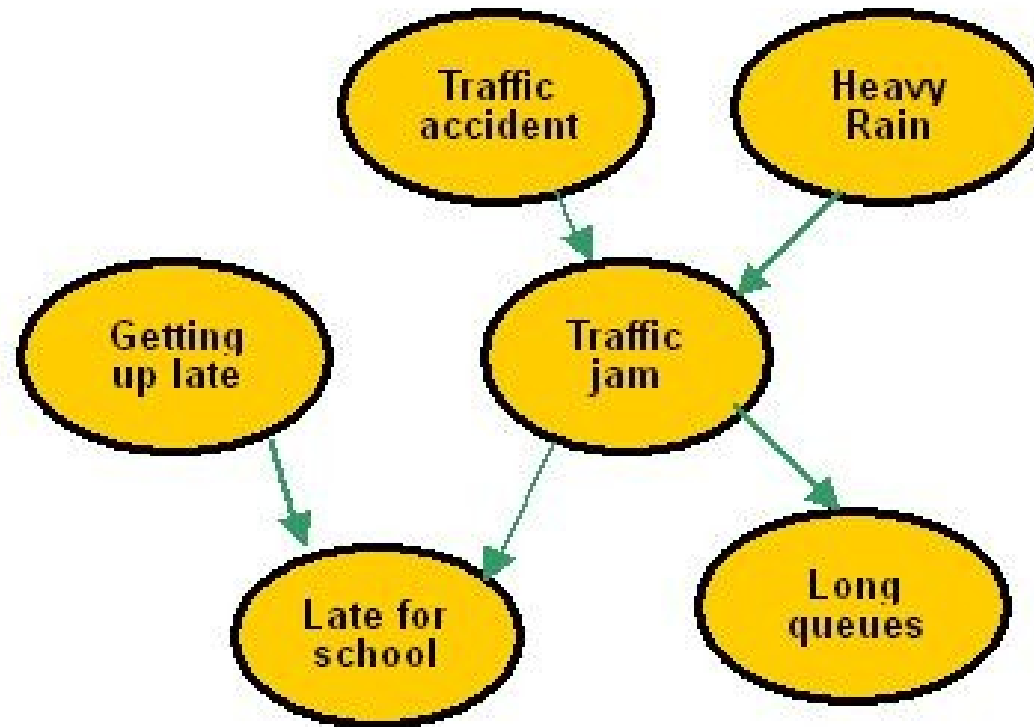 Traffic
accident
Heavy
Rain
Getting
up late
Traffic
jam
Late for
school
Long
queues